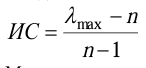 ИС = (λmax − n) / (n − 1)